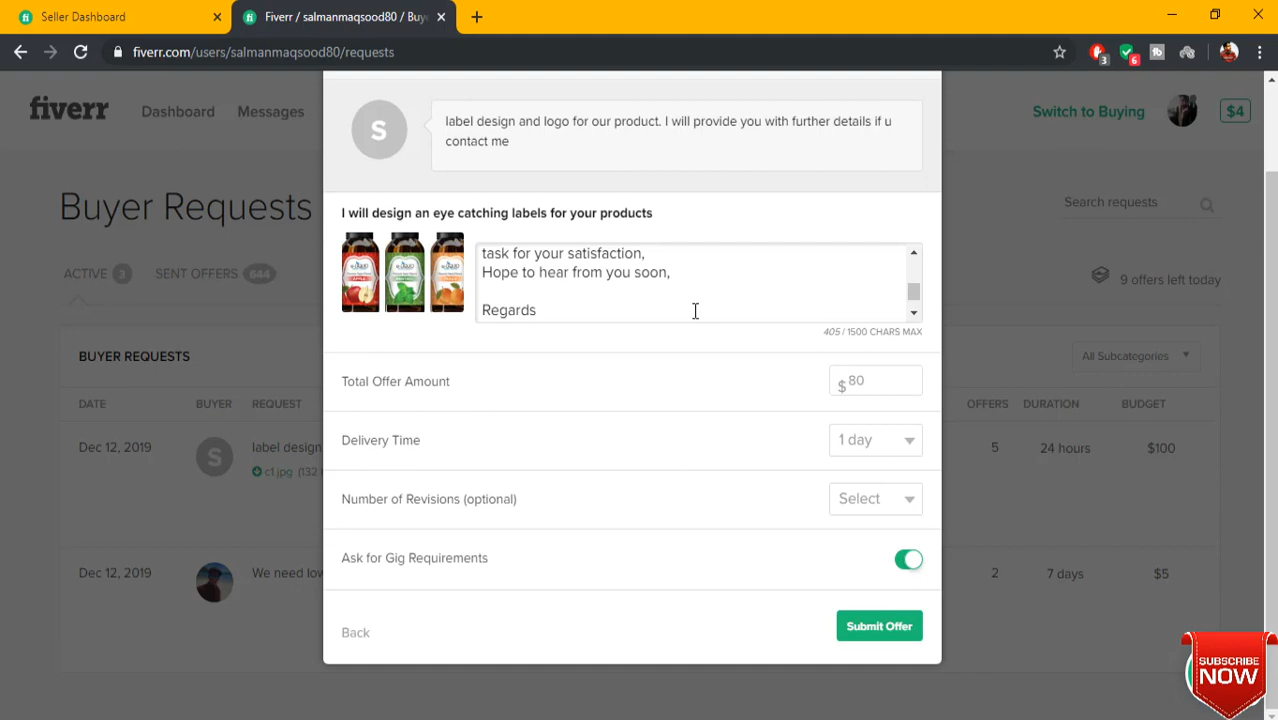 Seller Dashboard
Fiverr / salmanmaqsood80 / Buy
fiverr.com/users/salmanmaqsood80/requests
3
6
fiverr
Dashboard
Messages
Switch to Buying
$4
S
label design and logo for our product. I will provide you with further details if u
contact me
Buyer Requests
Search requests
I will design an eye catching labels for your products
task for your satisfaction,
Hope to hear from you soon,
Regards
405 / 1500 CHARS MAX
ACTIVE 2
SENT OFFERS 644
9 offers left today
BUYER REQUESTS
All Subcategories
Total Offer Amount
$ 80
DATE
BUYER
REQUEST
OFFERS
DURATION
BUDGET
Dec 12, 2019
S
label design
c1.jpg (132
5
24 hours
$100
Delivery Time
1 day
Number of Revisions (optional)
Select
Ask for Gig Requirements
Dec 12, 2019
We need lov
2
7 days
$5
Back
Submit Offer
SUBSCRIBE
NOW